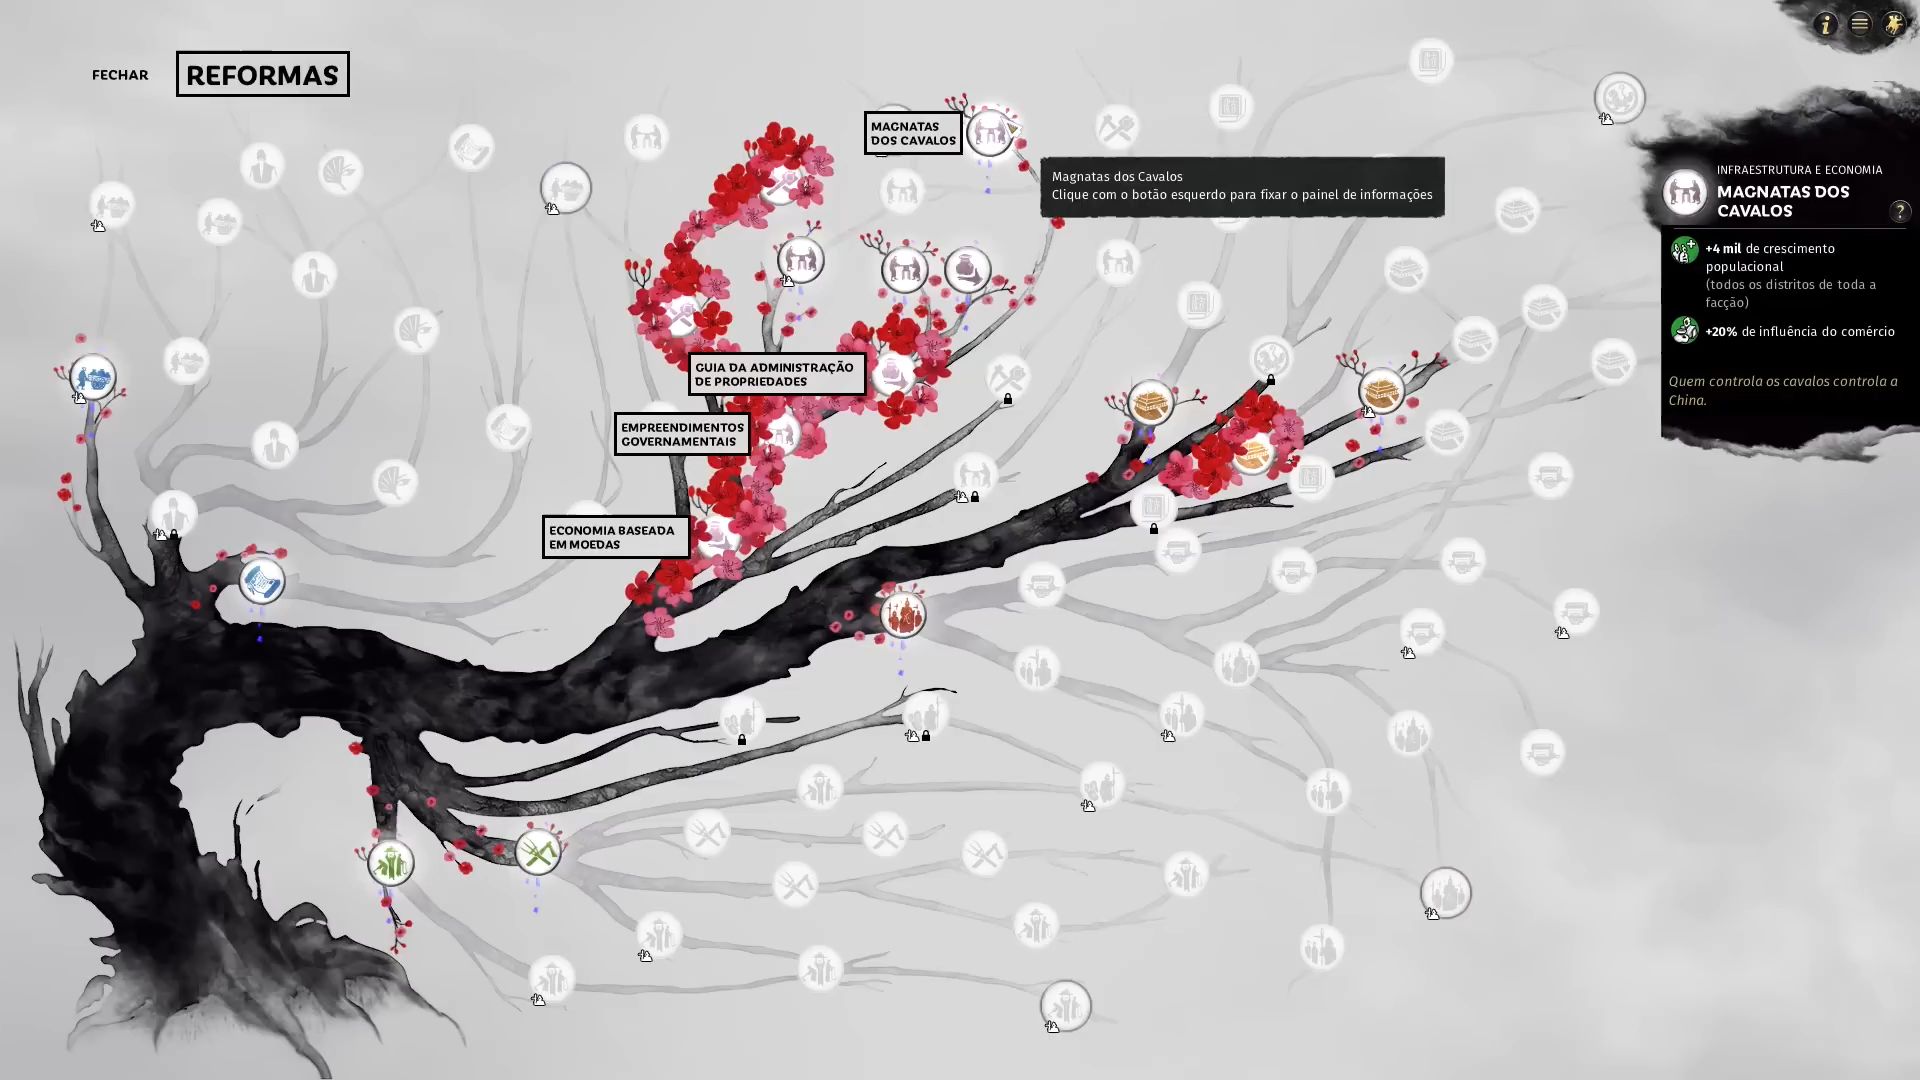 FECHAR
REFORMAS
MAGNATAS
DOS CAVALOS
Magnatas dos Cavalos
Clique com o botão esquerdo para fixar o painel de informações
GUIA DA ADMINISTRAÇÃO
DE PROPRIEDADES
EMPREENDIMENTOS
GOVERNAMENTAIS
ECONOMIA BASEADA
EM MOEDAS
INFRAESTRUTURA E ECONOMIA
MAGNATAS DOS
CAVALOS
?
+4 mil de crescimento
populacional
(todos os distritos de toda a
facção)
+20% de influência do comércio
Quem controla os cavalos controla a
China.